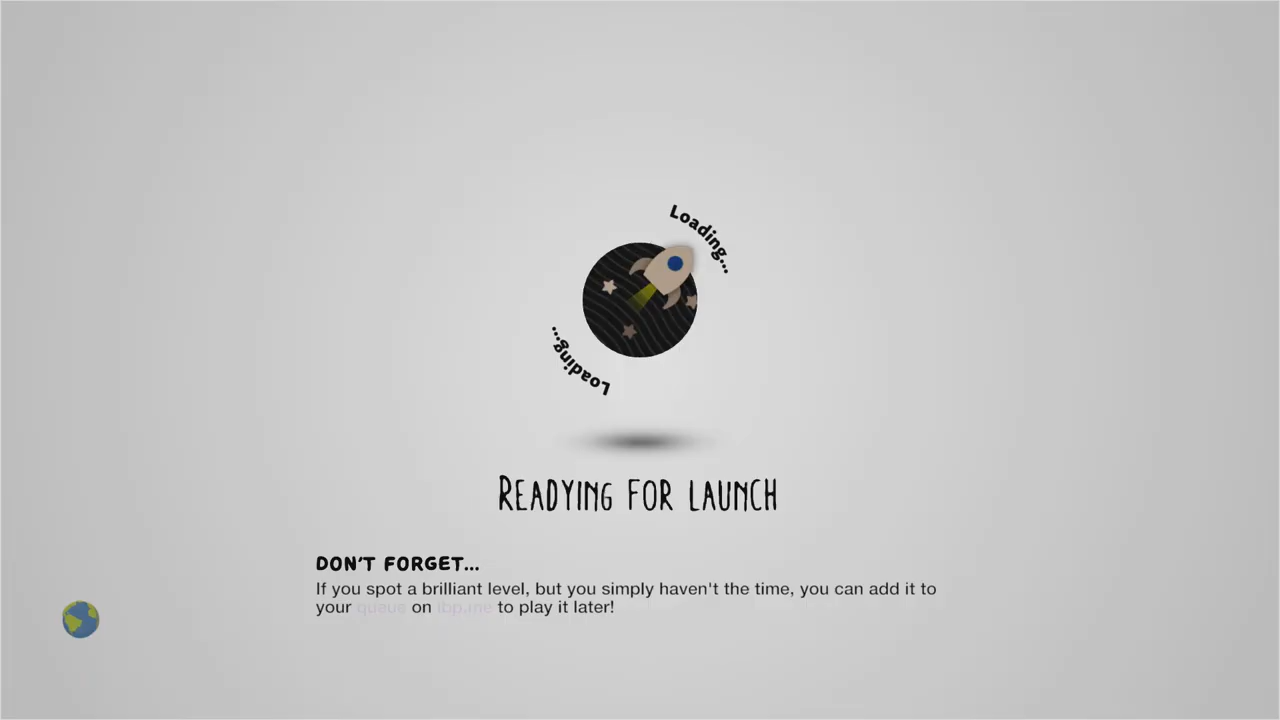 Loading...
Loading...
READYING FOR LAUNCH
DON'T FORGET...
If you spot a brilliant level, but you simply haven't the time, you can add it to
your queue on lbp.me to play it later!